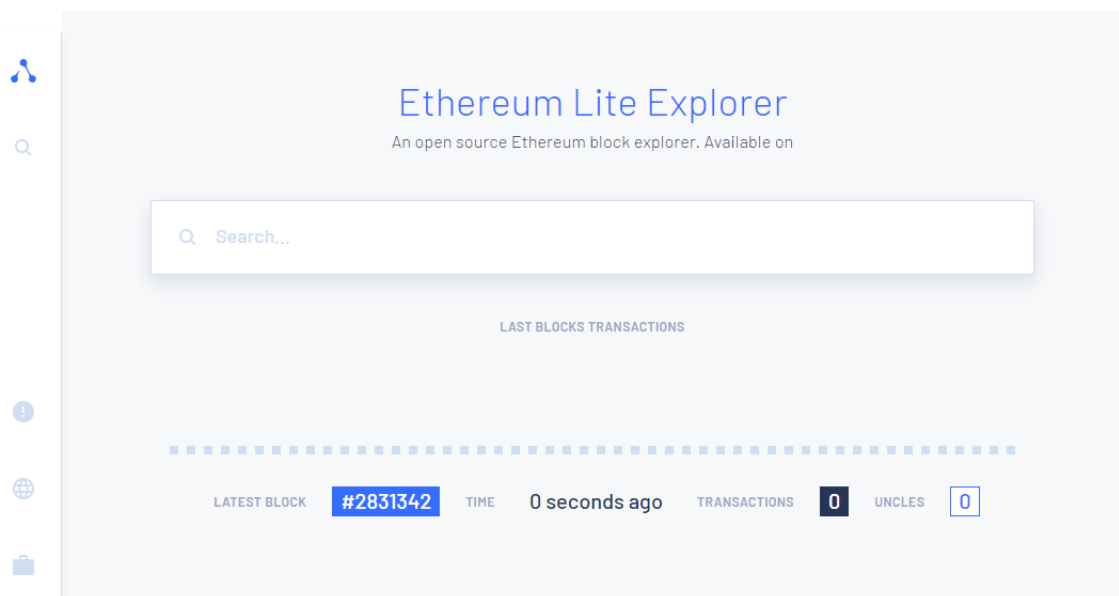 Ethereum Lite Explorer
An open source Ethereum block explorer. Available on
Search...
LAST BLOCKS TRANSACTIONS
LATEST BLOCK #2831342 TIME 0 seconds ago TRANSACTIONS 0 UNCLES 0